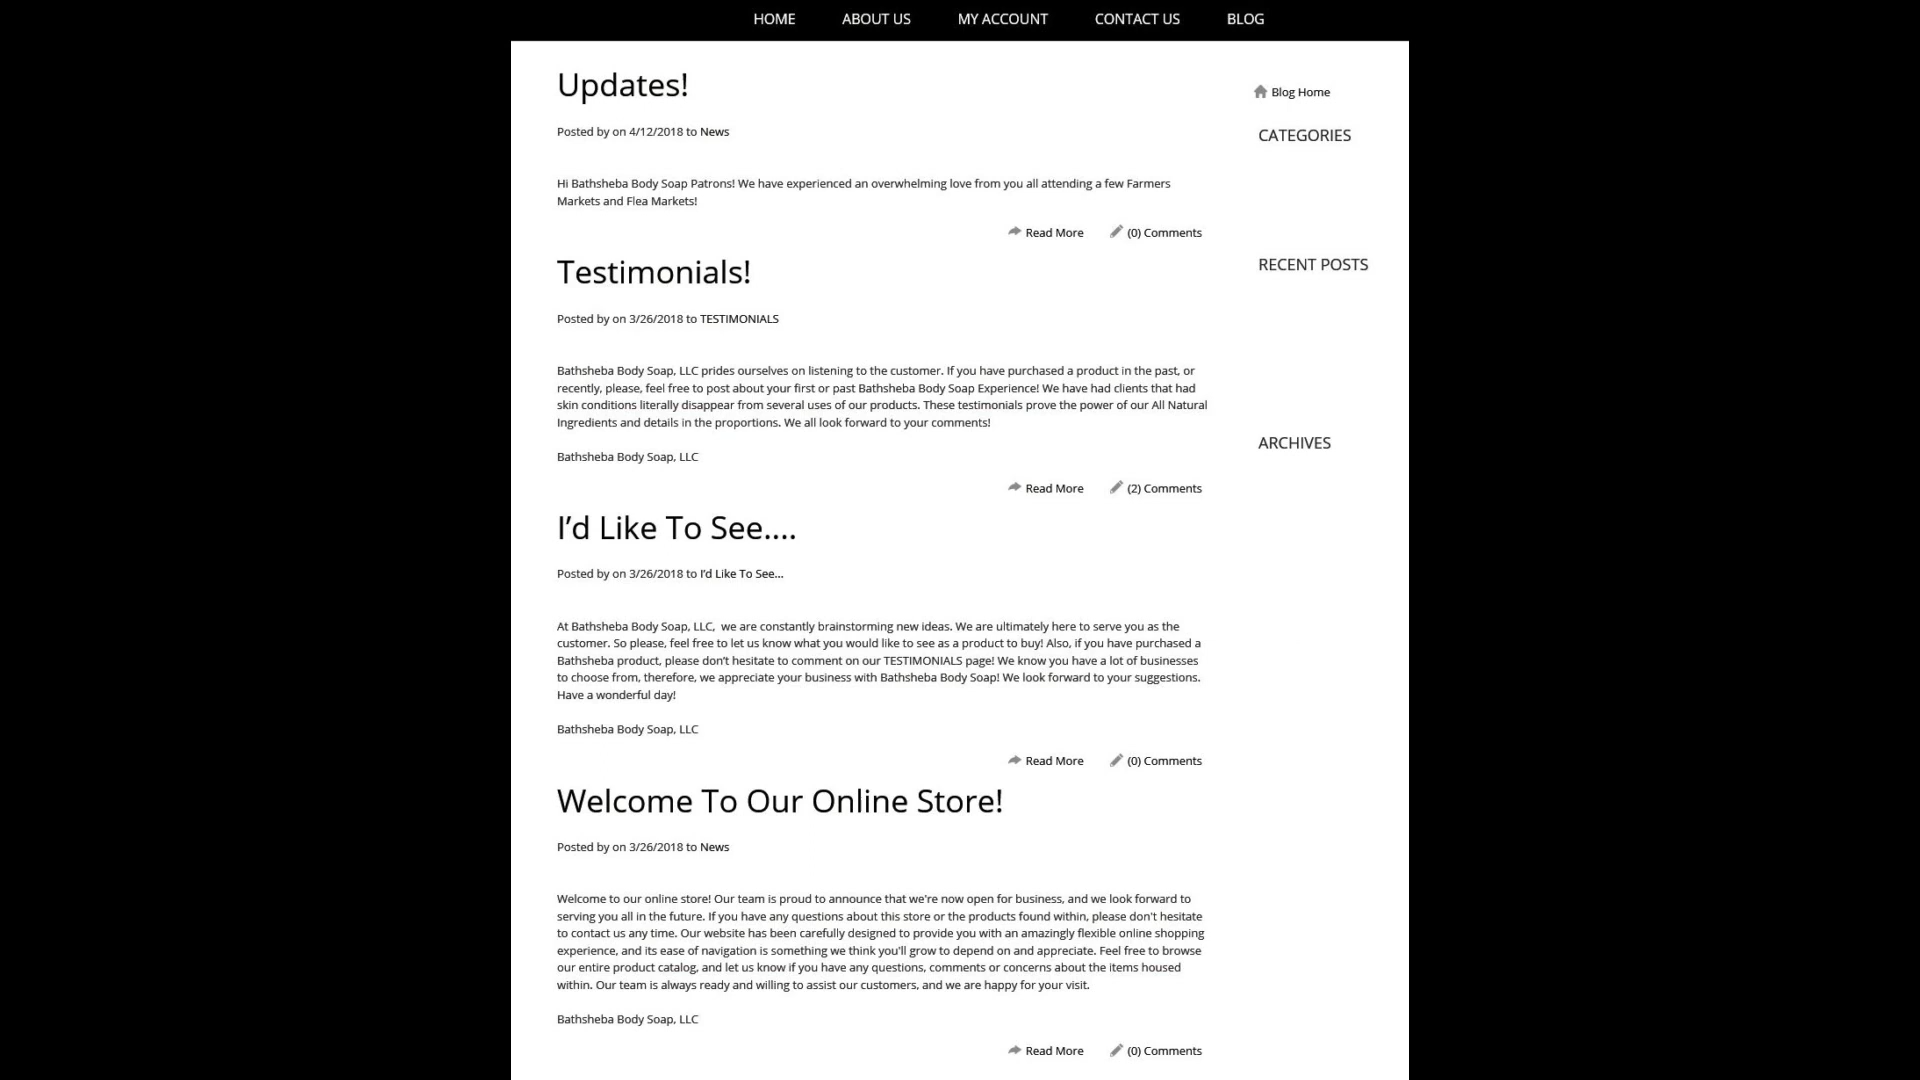 HOME ABOUT US MY ACCOUNT CONTACT US BLOG
Updates!
Posted by on 4/12/2018 to News
Hi Bathsheba Body Soap Patrons! We have experienced an overwhelming love from you all attending a few Farmers
Markets and Flea Markets!
Read More (0) Comments
Testimonials!
Posted by on 3/26/2018 to TESTIMONIALS
Bathsheba Body Soap, LLC prides ourselves on listening to the customer. If you have purchased a product in the past, or
recently, please, feel free to post about your first or past Bathsheba Body Soap Experience! We have had clients that had
skin conditions literally disappear from several uses of our products. These testimonials prove the power of our All Natural
Ingredients and details in the proportions. We all look forward to your comments!
Bathsheba Body Soap, LLC
Read More (2) Comments
I’d Like To See....
Posted by on 3/26/2018 to I’d Like To See...
At Bathsheba Body Soap, LLC,  we are constantly brainstorming new ideas. We are ultimately here to serve you as the
customer. So please, feel free to let us know what you would like to see as a product to buy! Also, if you have purchased a
Bathsheba product, please don’t hesitate to comment on our TESTIMONIALS page! We know you have a lot of businesses
to choose from, therefore, we appreciate your business with Bathsheba Body Soap! We look forward to your suggestions.
Have a wonderful day!
Bathsheba Body Soap, LLC
Read More (0) Comments
Welcome To Our Online Store!
Posted by on 3/26/2018 to News
Welcome to our online store! Our team is proud to announce that we're now open for business, and we look forward to
serving you all in the future. If you have any questions about this store or the products found within, please don't hesitate
to contact us any time. Our website has been carefully designed to provide you with an amazingly flexible online shopping
experience, and its ease of navigation is something we think you'll grow to depend on and appreciate. Feel free to browse
our entire product catalog, and let us know if you have any questions, comments or concerns about the items housed
within. Our team is always ready and willing to assist our customers, and we are happy for your visit.
Bathsheba Body Soap, LLC
Read More (0) Comments
Blog Home
CATEGORIES
RECENT POSTS
ARCHIVES